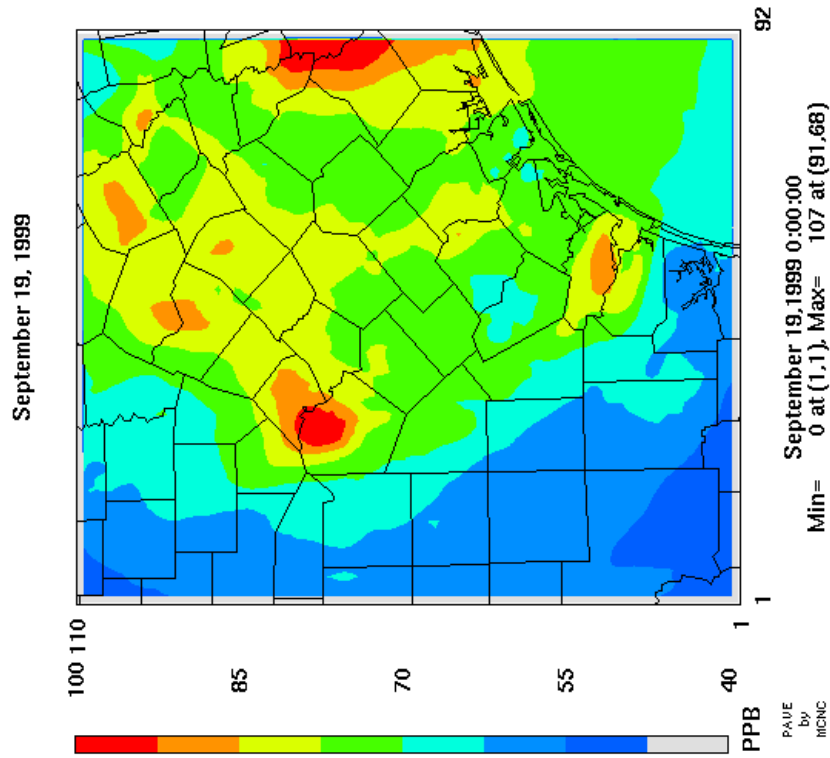 September 19, 1999
100 110
85
70
55
40
1
1
92
PPB
PAVE
by
MCNC
September 19,1999 0:00:00
Min= 0 at (1,1), Max= 107 at (91,68)